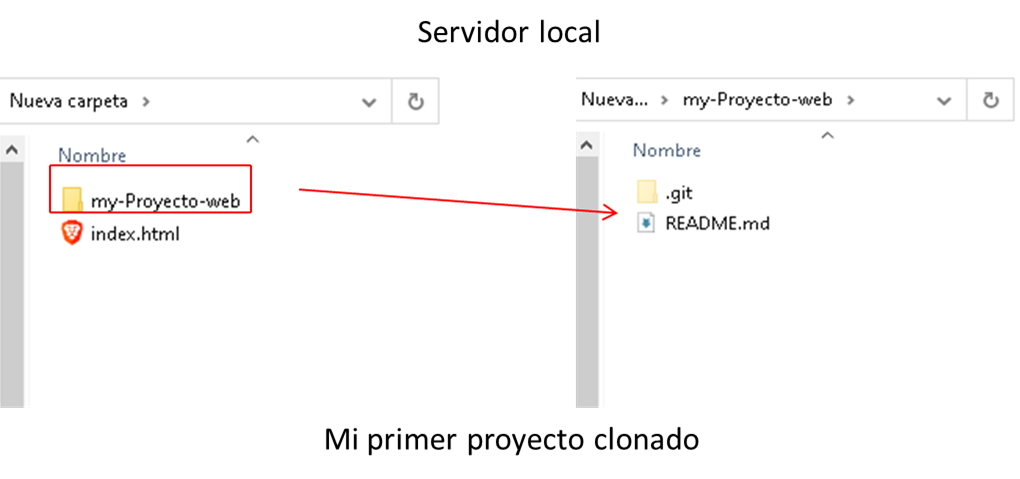 Servidor local
Nueva carpeta
Nueva... > my-Proyecto-web >
Nombre
my-Proyecto-web
index.html
Nombre
.git
README.md
Mi primer proyecto clonado